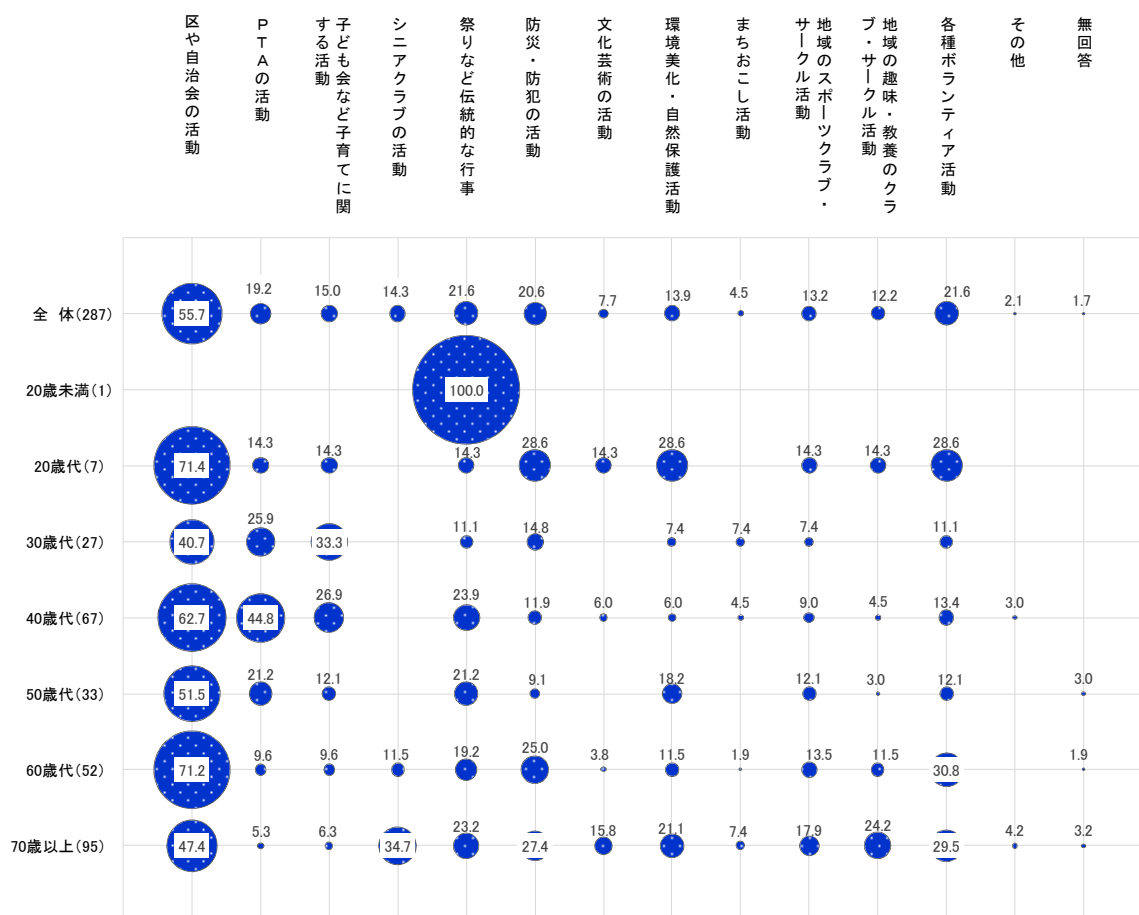 区や自治会の活動
ＰＴＡの活動
子ども会など子育てに関
する活動
シニアクラブの活動
祭りなど伝統的な行事
防災・防犯の活動
文化芸術の活動
環境美化・自然保護活動
まちおこし活動
地域のスポーツクラブ・
サークル活動
地域の趣味・教養のクラ
ブ・サークル活動
各種ボランティア活動
その他
無回答
全 体(287) 55.7 19.2 15.0 14.3 21.6 20.6 7.7 13.9 4.5 13.2 12.2 21.6 2.1 1.7
20歳未満(1) 100.0
20歳代(7) 71.4 14.3 14.3 14.3 28.6 14.3 28.6 14.3 14.3 28.6
30歳代(27) 40.7 25.9 33.3 11.1 14.8 7.4 7.4 7.4 11.1
40歳代(67) 62.7 44.8 26.9 23.9 11.9 6.0 6.0 4.5 9.0 4.5 13.4 3.0
50歳代(33) 51.5 21.2 12.1 21.2 9.1 18.2 12.1 3.0 12.1 3.0
60歳代(52) 71.2 9.6 9.6 11.5 19.2 25.0 3.8 11.5 1.9 13.5 11.5 30.8 1.9
70歳以上(95) 47.4 5.3 6.3 34.7 23.2 27.4 15.8 21.1 7.4 17.9 24.2 29.5 4.2 3.2